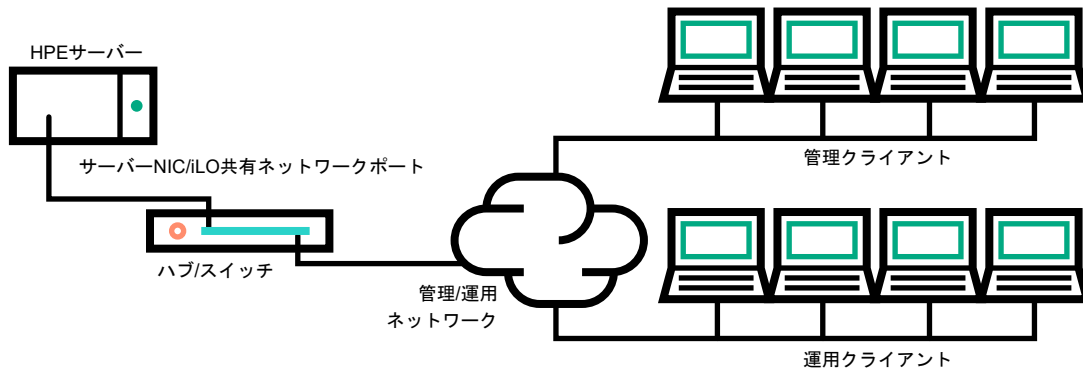 HPEサーバー
サーバーNIC/iLO共有ネットワークポート
ハブ/スイッチ
管理/運用
ネットワーク
管理クライアント
運用クライアント